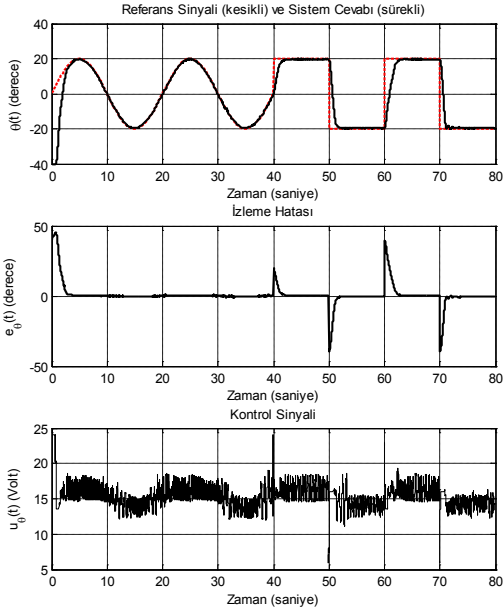 Referans Sinyali (kesikli) ve Sistem Cevabı (sürekli)
40
20
0
-20
-40
θ(t) (derece)
0 10 20 30 40 50 60 70 80
Zaman (saniye)
İzleme Hatası
50
0
-50
e_θ(t) (derece)
0 10 20 30 40 50 60 70 80
Zaman (saniye)
Kontrol Sinyali
25
20
15
10
5
u_θ(t) (Volt)
0 10 20 30 40 50 60 70 80
Zaman (saniye)